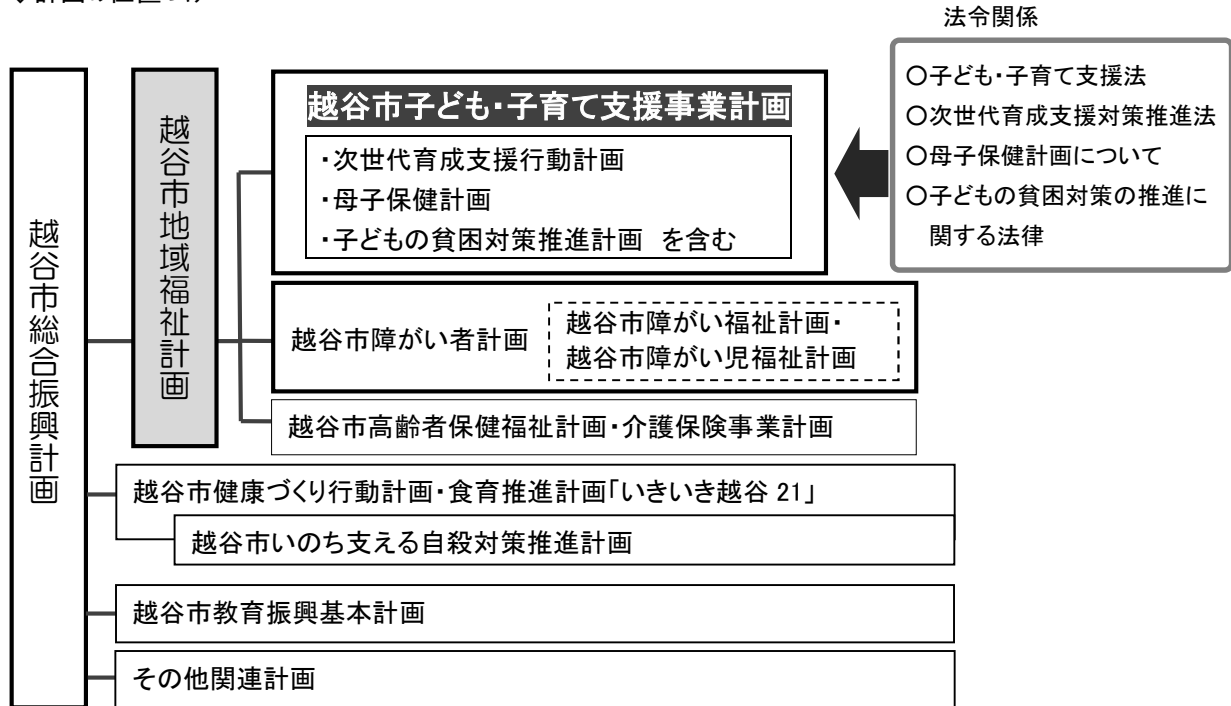 法令関係
○子ども・子育て支援法
○次世代育成支援対策推進法
○母子保健計画について
○子どもの貧困対策の推進に
関する法律
越谷市総合振興計画
越谷市地域福祉計画
越谷市子ども・子育て支援事業計画
・次世代育成支援行動計画
・母子保健計画
・子どもの貧困対策推進計画 を含む
越谷市障がい者計画
越谷市障がい福祉計画・
越谷市障がい児福祉計画
越谷市高齢者保健福祉計画・介護保険事業計画
越谷市健康づくり行動計画・食育推進計画「いきいき越谷 21」
越谷市いのち支える自殺対策推進計画
越谷市教育振興基本計画
その他関連計画